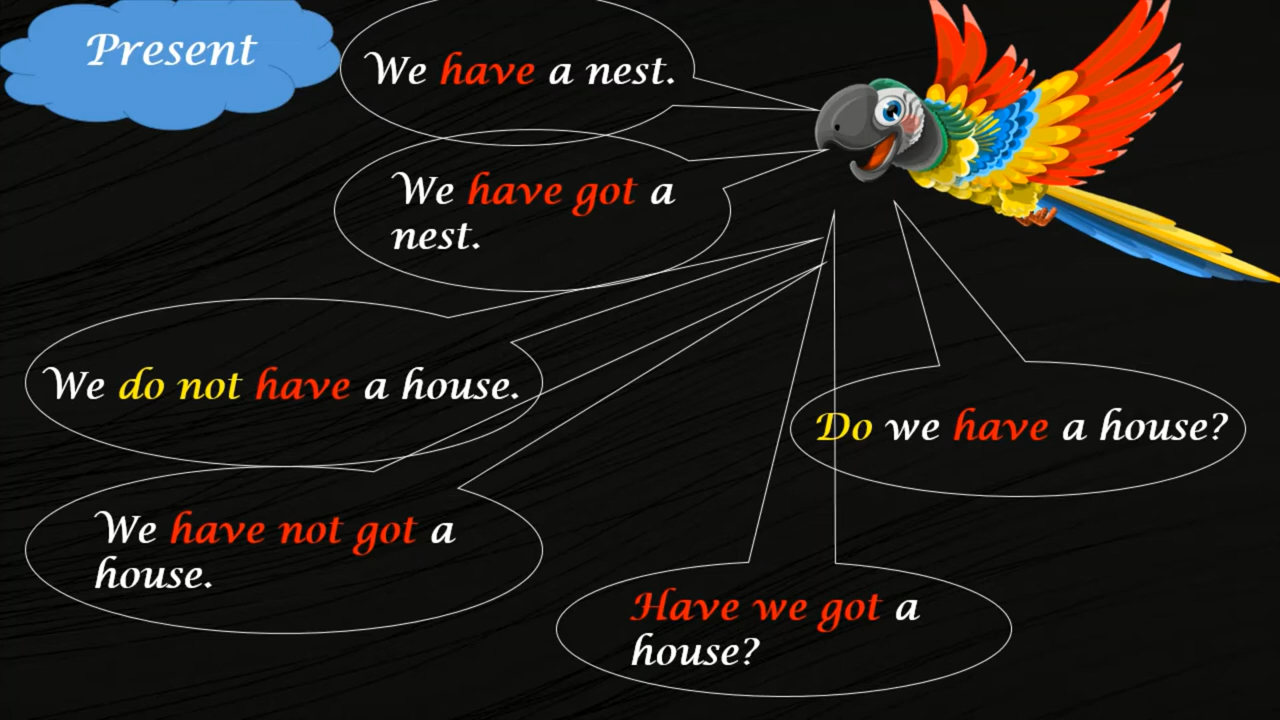 Present
We have a nest.
We have got a
nest.
We do not have a house.
Do we have a house?
We have not got a
house.
Have we got a
house?